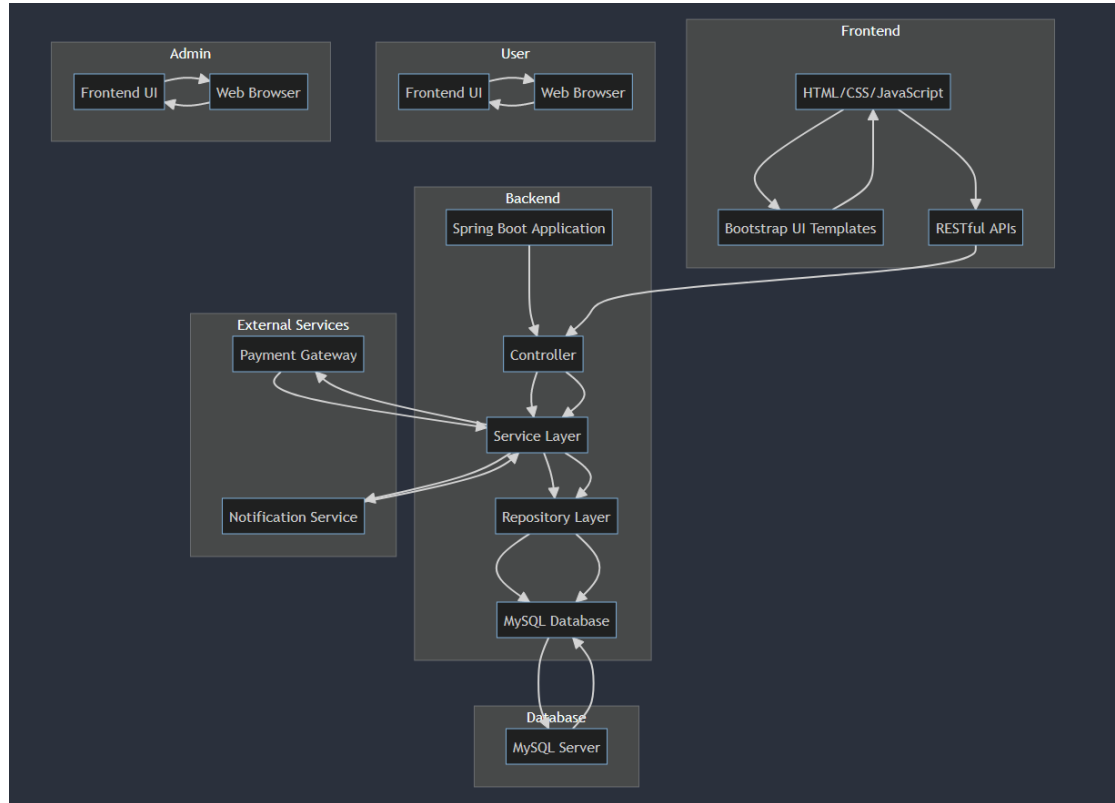 Admin
Frontend UI
Web Browser
User
Frontend UI
Web Browser
Frontend
HTML/CSS/JavaScript
Bootstrap UI Templates
RESTful APIs
Backend
Spring Boot Application
Controller
Service Layer
Repository Layer
MySQL Database
External Services
Payment Gateway
Notification Service
Database
MySQL Server